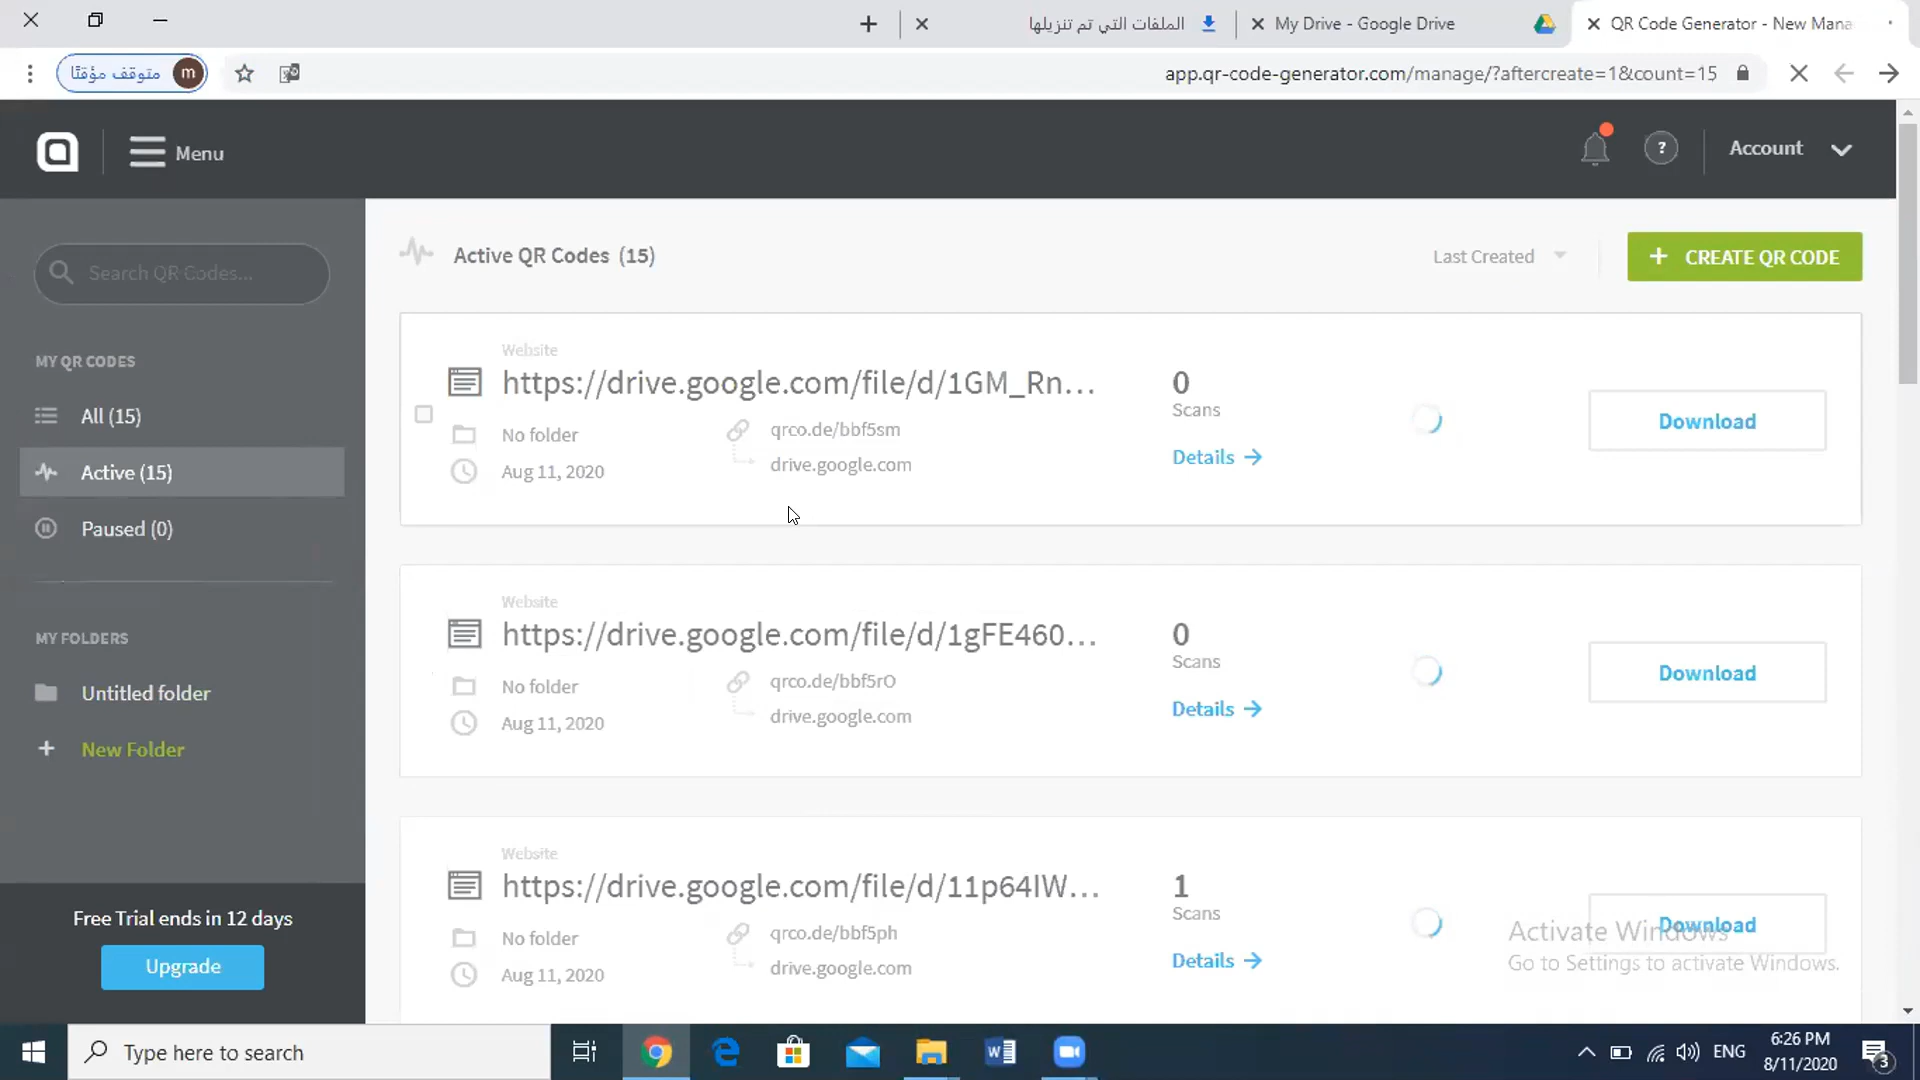 الملفات التي تم تنزيلها
My Drive - Google Drive
QR Code Generator - New Mana
متوقف مؤقتًا
m
app.qr-code-generator.com/manage/?aftercreate=1&count=15
Menu
?
Account
Search QR Codes...
MY QR CODES
All (15)
Active (15)
Paused (0)
MY FOLDERS
Untitled folder
+ New Folder
Free Trial ends in 12 days
Upgrade
Active QR Codes (15)
Last Created
+ CREATE QR CODE
Website
https://drive.google.com/file/d/1GM_Rn...
No folder
Aug 11, 2020
qrco.de/bbf5sm
drive.google.com
0
Scans
Details
Download
Website
https://drive.google.com/file/d/1gFE460...
No folder
Aug 11, 2020
qrco.de/bbf5rO
drive.google.com
0
Scans
Details
Download
Website
https://drive.google.com/file/d/11p64IW...
No folder
Aug 11, 2020
qrco.de/bbf5ph
drive.google.com
1
Scans
Details
Download
Activate Windows
Go to Settings to activate Windows.
Type here to search
ENG
6:26 PM
8/11/2020
3